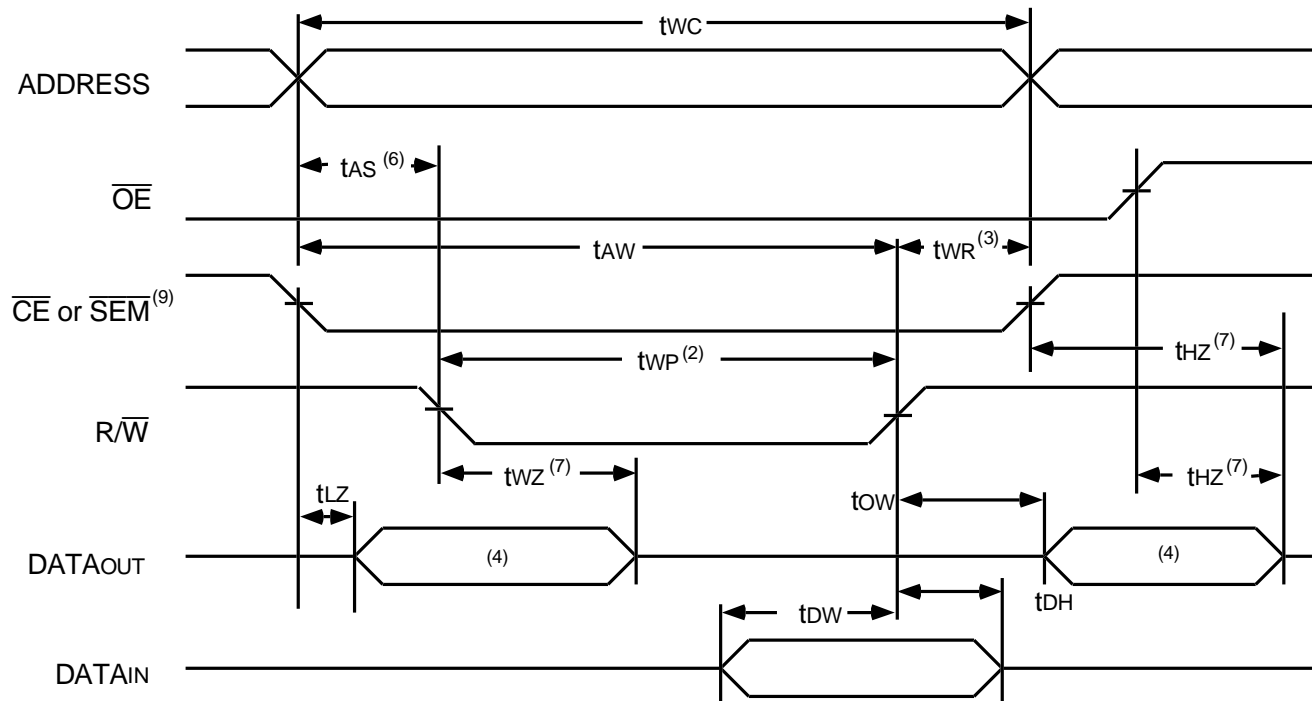 tWC
ADDRESS
tAS (6)
OE
tAW
tWR (3)
CE or SEM (9)
tWP (2)
tHZ (7)
R/W
tWZ (7)
tHZ (7)
tLZ
tOW
DATAOUT
(4)
(4)
tDW
tDH
DATAIN